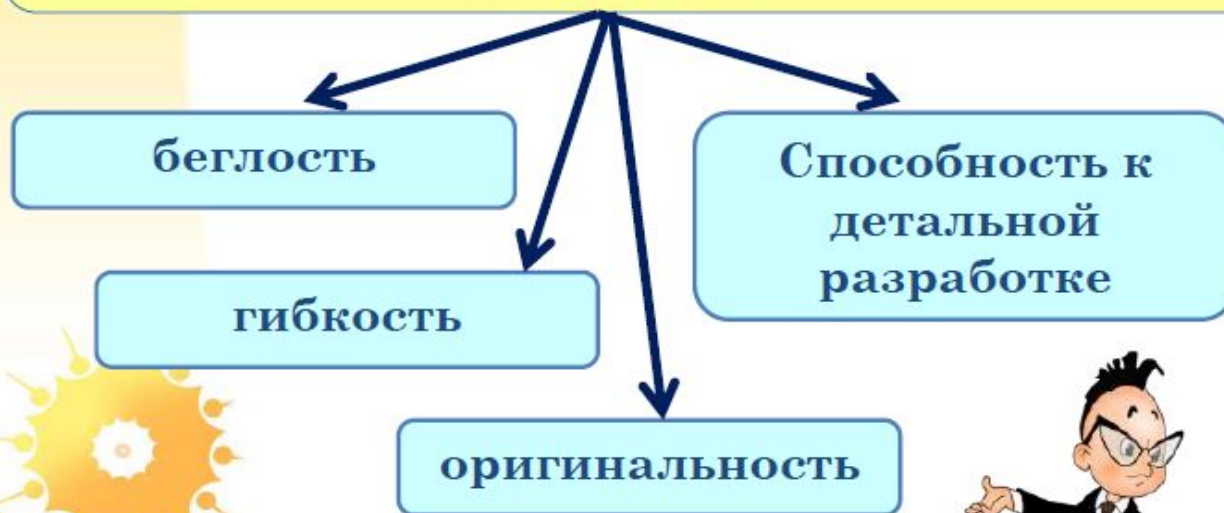 беглость
Способность к
детальной
разработке
гибкость
оригинальность